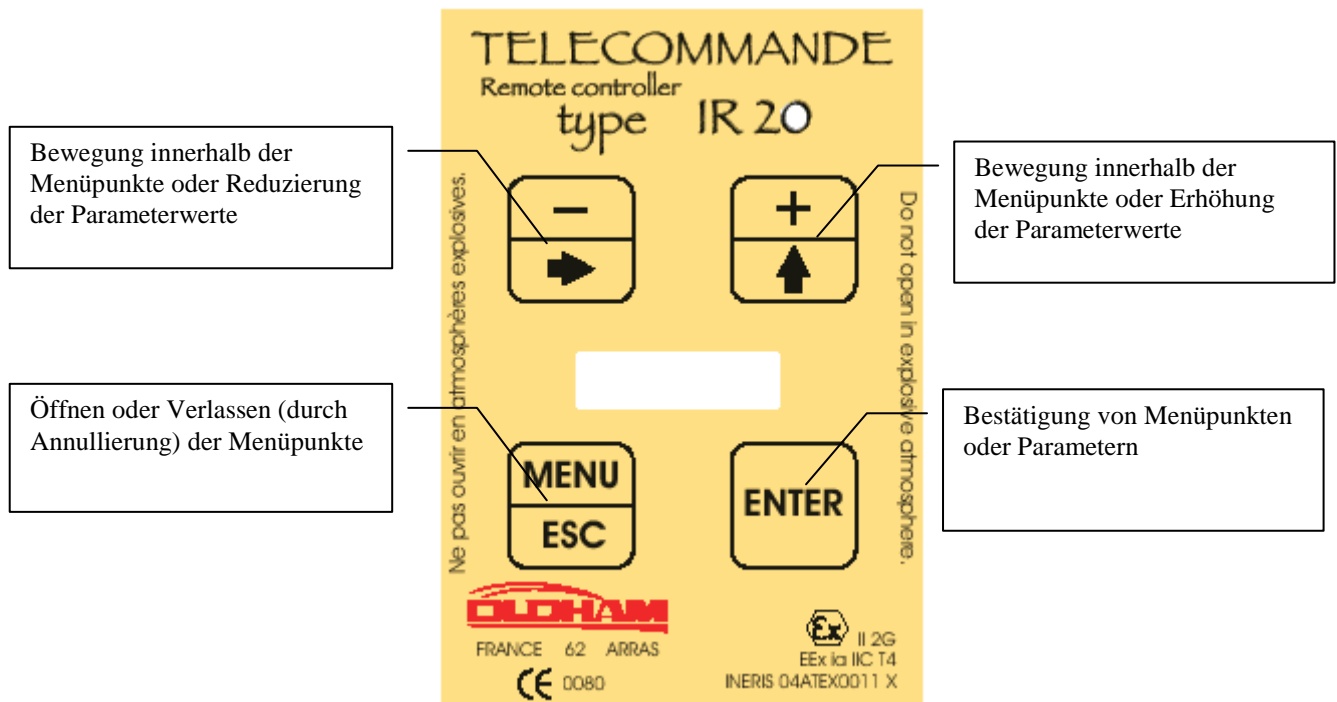 TELECOMMANDE
Remote controller
type IR 20
Bewegung innerhalb der
Menüpunkte oder Reduzierung
der Parameterwerte
Bewegung innerhalb der
Menüpunkte oder Erhöhung
der Parameterwerte
Ne pas ouvrir en atmosphères explosives.
−
+
Do not open in explosive atmosphere.
Öffnen oder Verlassen (durch
Annullierung) der Menüpunkte
MENU
ESC
ENTER
Bestätigung von Menüpunkten
oder Parametern
OLDHAM
FRANCE 62 ARRAS
CE 0080
Ex II 2G
EEx ia IIC T4
INERIS 04ATEX0011 X